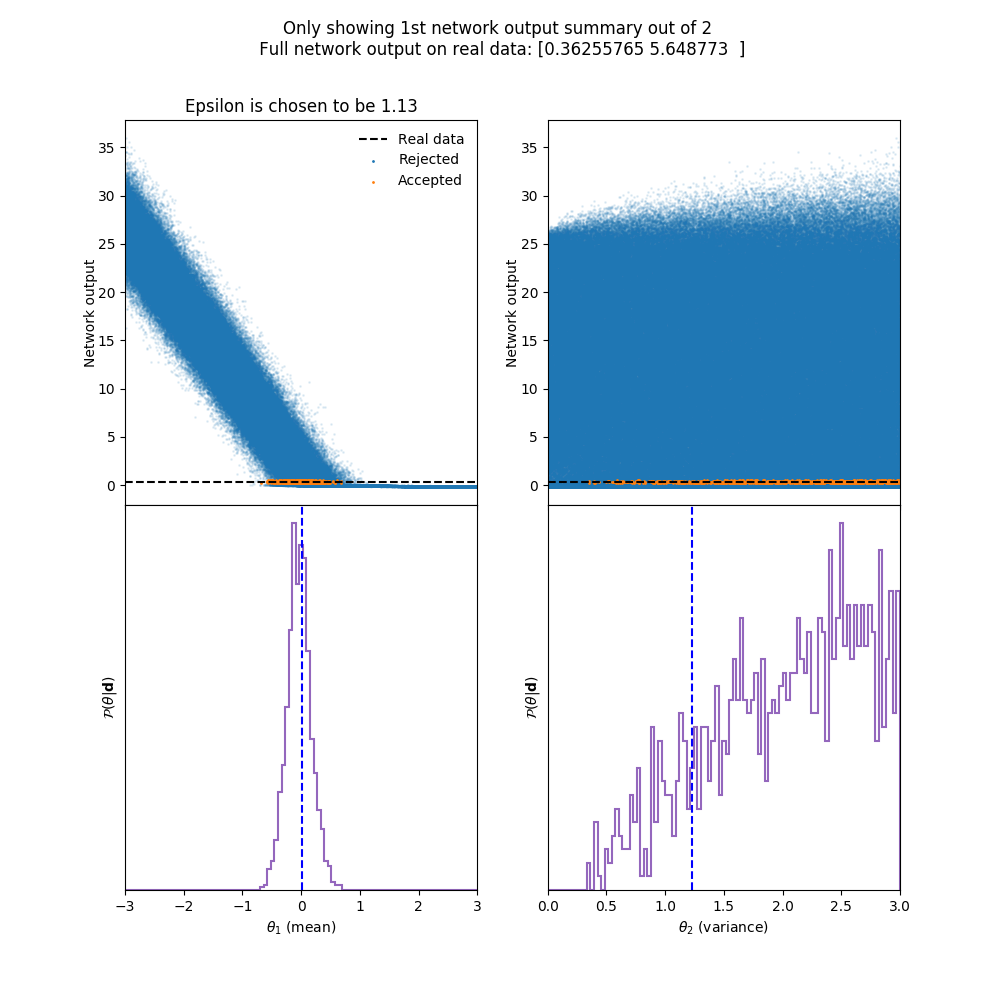 Only showing 1st network output summary out of 2
Full network output on real data: [0.36255765 5.648773  ]
Epsilon is chosen to be 1.13
Real data
Rejected
Accepted
Network output
35
30
25
20
15
10
5
0
Network output
35
30
25
20
15
10
5
0
𝒫(θ|𝐝)
−3
−2
−1
0
1
2
3
θ₁ (mean)
𝒫(θ|𝐝)
0.0
0.5
1.0
1.5
2.0
2.5
3.0
θ₂ (variance)